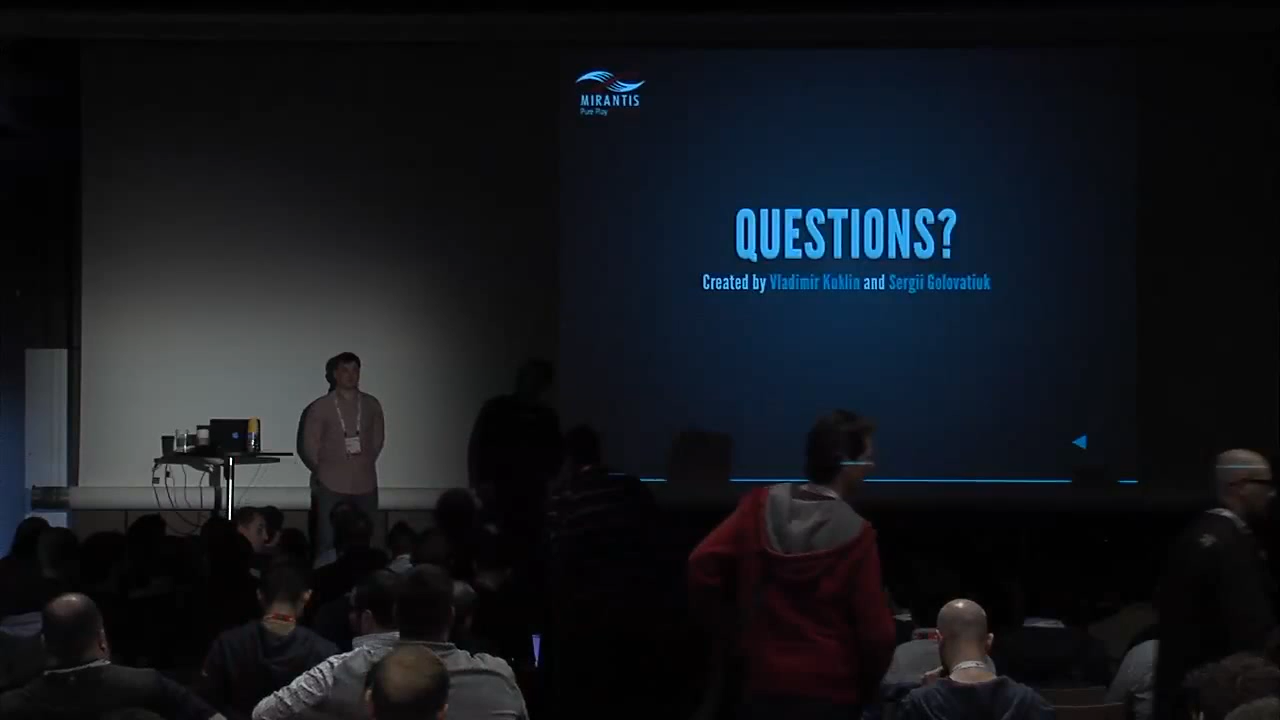 MIRANTIS
Pure Play
QUESTIONS?
Created by Vladimir Kuklin and Sergii Golovatiuk